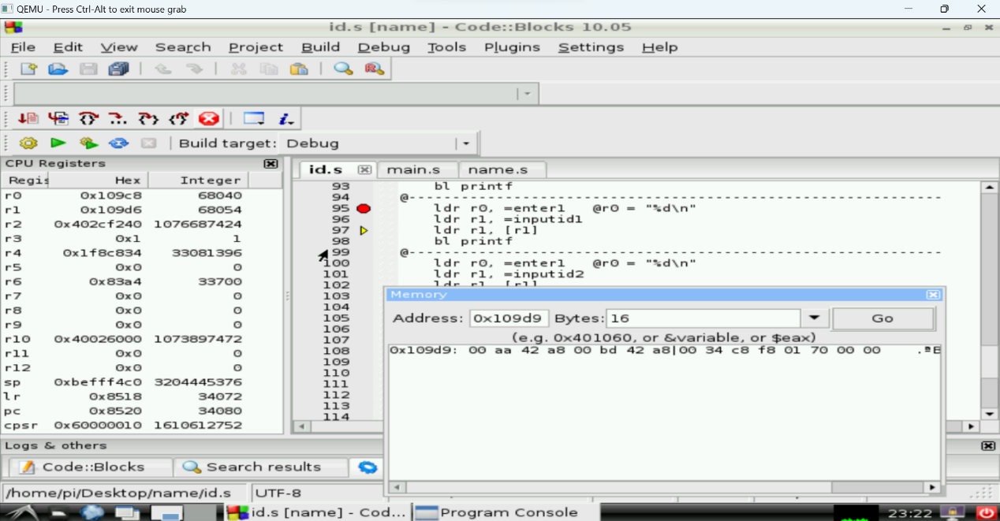 QEMU - Press Ctrl-Alt to exit mouse grab
id.s [name] - Code::Blocks 10.05
File Edit View Search Project Build Debug Tools Plugins Settings Help
Build target: Debug
CPU Registers
Regis Hex Integer
r0 0x109c8 68040
r1 0x109d6 68054
r2 0x402cf240 1076687424
r3 0x1 1
r4 0x1f8c834 33081396
r5 0x0 0
r6 0x83a4 33700
r7 0x0 0
r8 0x0 0
r9 0x0 0
r10 0x40026000 1073897472
r11 0x0 0
r12 0x0 0
sp 0xbefff4c0 3204445376
lr 0x8518 34072
pc 0x8520 34080
cpsr 0x60000010 1610612752
id.s main.s name.s
93 bl printf
94 @--------------------------------------------------------------
95 ldr r0, =enter1 @r0 = "%d\n"
96 ldr r1, =inputid1
97 ldr r1, [r1]
98 bl printf
99 @--------------------------------------------------------------
100 ldr r0, =enter1 @r0 = "%d\n"
101 ldr r1, =inputid2
102 ldr r1, [r1]
103
104
105
106
107
108
109
110
111
112
113
114
Memory
Address: 0x109d9 Bytes: 16 Go
(e.g. 0x401060, or &variable, or $eax)
0x109d9: 00 aa 42 a8 00 bd 42 a8|00 34 c8 f8 01 70 00 00 .ªB
Logs & others
Code::Blocks Search results
/home/pi/Desktop/name/id.s UTF-8
id.s [name] - Cod... Program Console 23:22